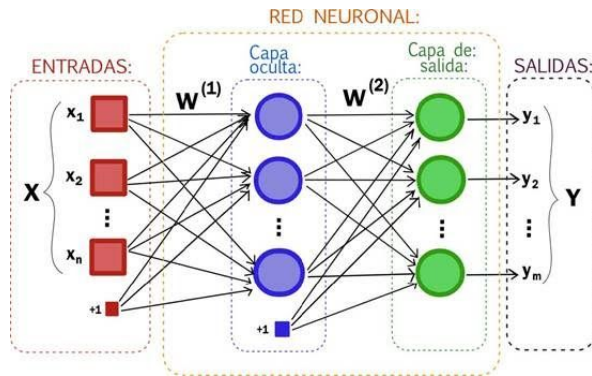 RED NEURONAL:
ENTRADAS:
Capa
oculta:
Capa de:
salida:
SALIDAS:
W(1)
W(2)
x1
y1
x2
y2
X
Y
xn
ym
+1
+1